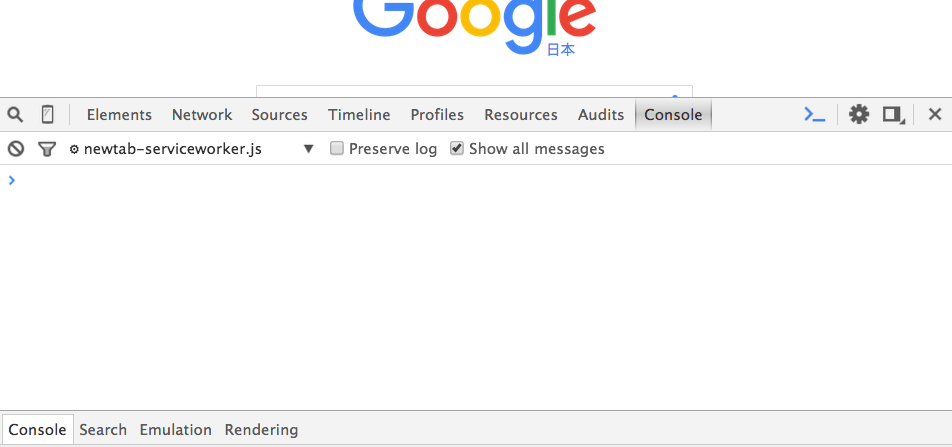 Google
日本
Elements Network Sources Timeline Profiles Resources Audits Console
newtab-serviceworker.js Preserve log Show all messages
Console Search Emulation Rendering